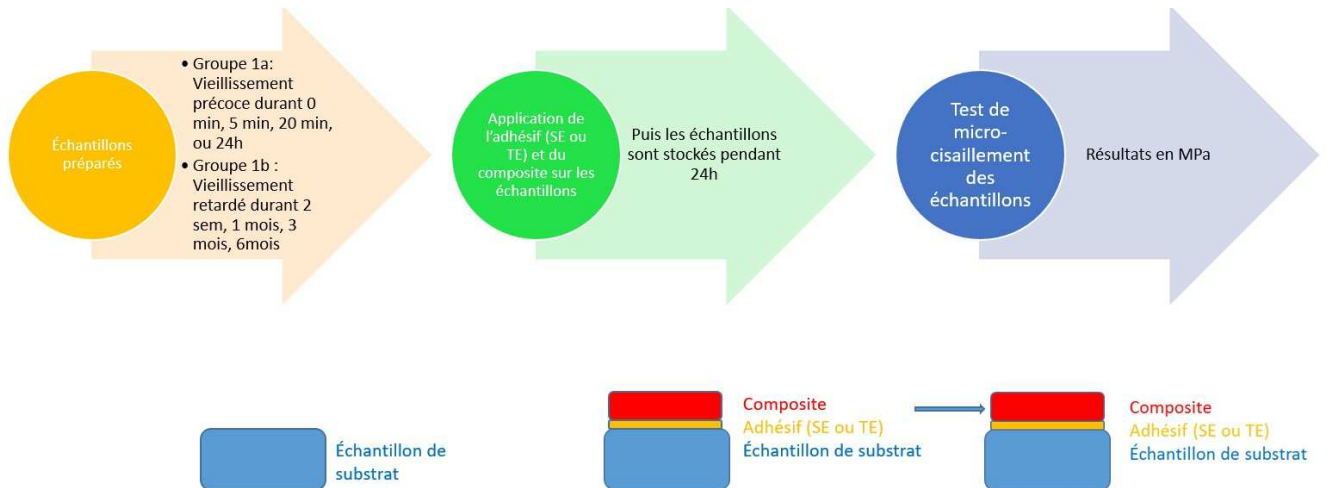 Échantillons
préparés
• Groupe 1a:
Vieillissement
précoce durant 0
min, 5 min, 20 min,
ou 24h
• Groupe 1b :
Vieillissement
retardé durant 2
sem, 1 mois, 3
mois, 6mois
Application de
l'adhésif (SE ou
TE) et du
composite sur les
échantillons
Puis les échantillons
sont stockés pendant
24h
Test de
micro-
cisaillement
des
échantillons
Résultats en MPa
Échantillon de
substrat
Composite
Adhésif (SE ou TE)
Échantillon de substrat
Composite
Adhésif (SE ou TE)
Échantillon de substrat